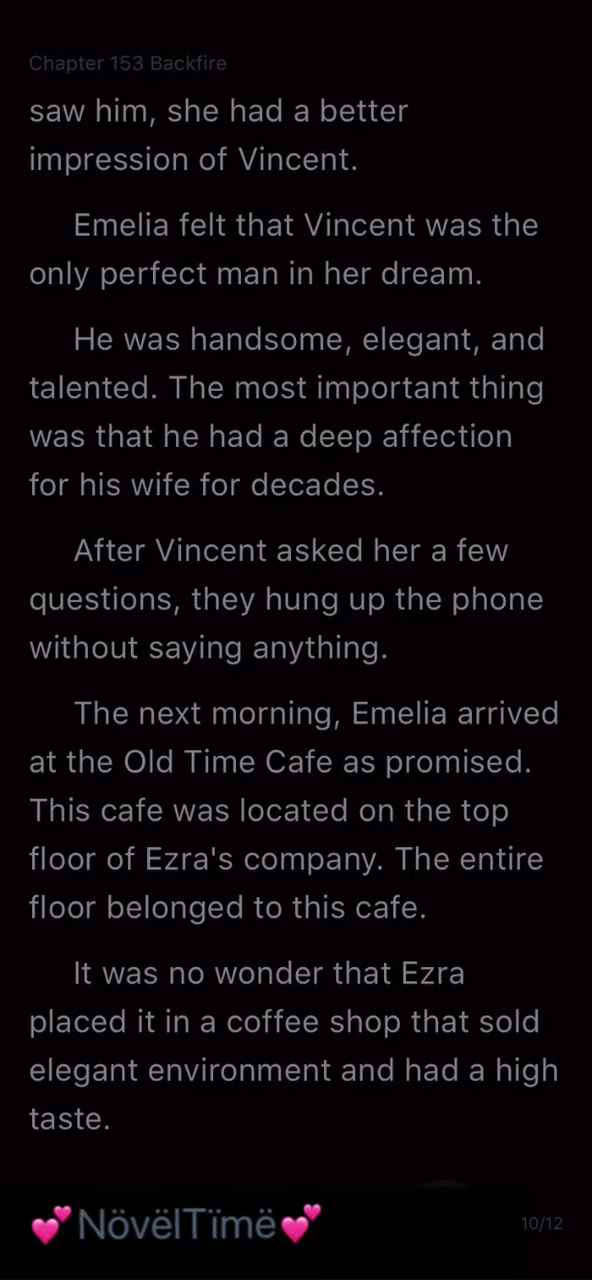 Chapter 153 Backfire
saw him, she had a better
impression of Vincent.
Emelia felt that Vincent was the
only perfect man in her dream.
He was handsome, elegant, and
talented. The most important thing
was that he had a deep affection
for his wife for decades.
After Vincent asked her a few
questions, they hung up the phone
without saying anything.
The next morning, Emelia arrived
at the Old Time Cafe as promised.
This cafe was located on the top
floor of Ezra's company. The entire
floor belonged to this cafe.
It was no wonder that Ezra
placed it in a coffee shop that sold
elegant environment and had a high
taste.
💕NövëlTïmë💕
10/12